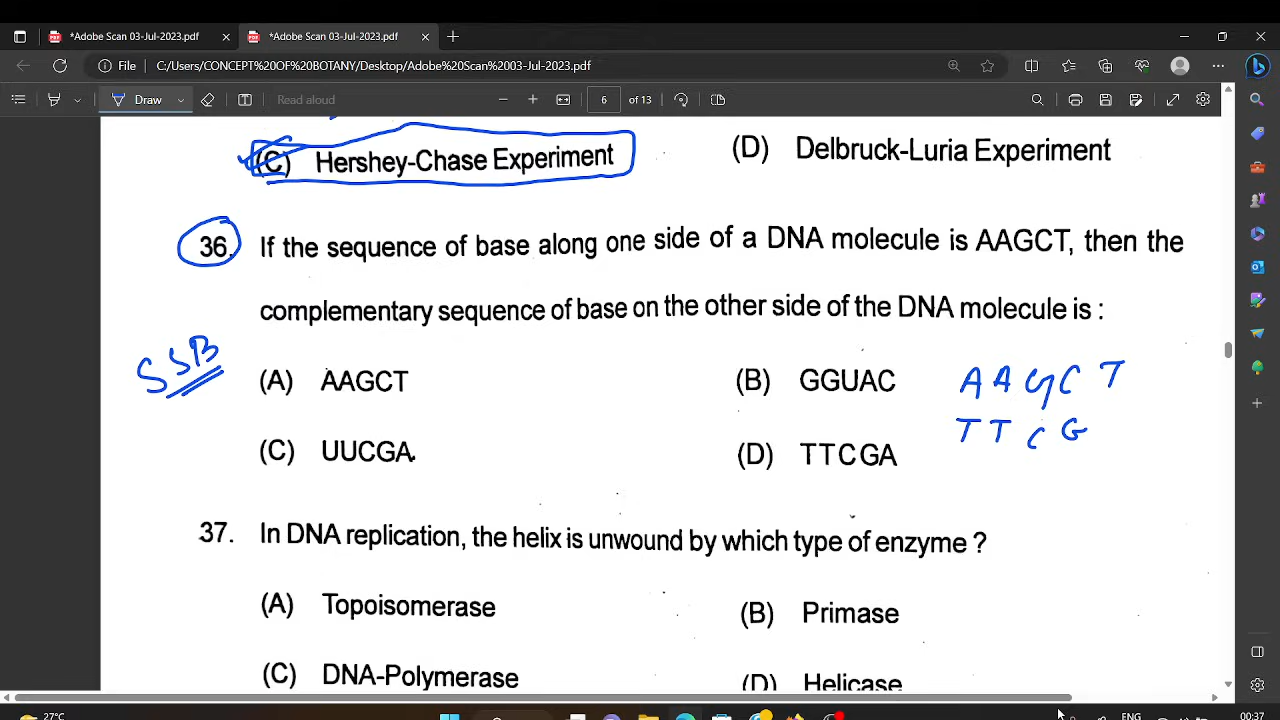 *Adobe Scan 03-Jul-2023.pdf
*Adobe Scan 03-Jul-2023.pdf
File
C:/Users/CONCEPT%20OF%20BOTANY/Desktop/Adobe%20Scan%2003-Jul-2023.pdf
Draw
Read aloud
6 of 13
(C) Hershey-Chase Experiment
(D) Delbruck-Luria Experiment
36. If the sequence of base along one side of a DNA molecule is AAGCT, then the
complementary sequence of base on the other side of the DNA molecule is :
SSB
(A) AAGCT
(B) GGUAC
A A G C T
T T C G
(C) UUCGA.
(D) TTCGA
37. In DNA replication, the helix is unwound by which type of enzyme ?
(A) Topoisomerase
(B) Primase
(C) DNA-Polymerase
(D) Helicase
27°C
ENG
00:37